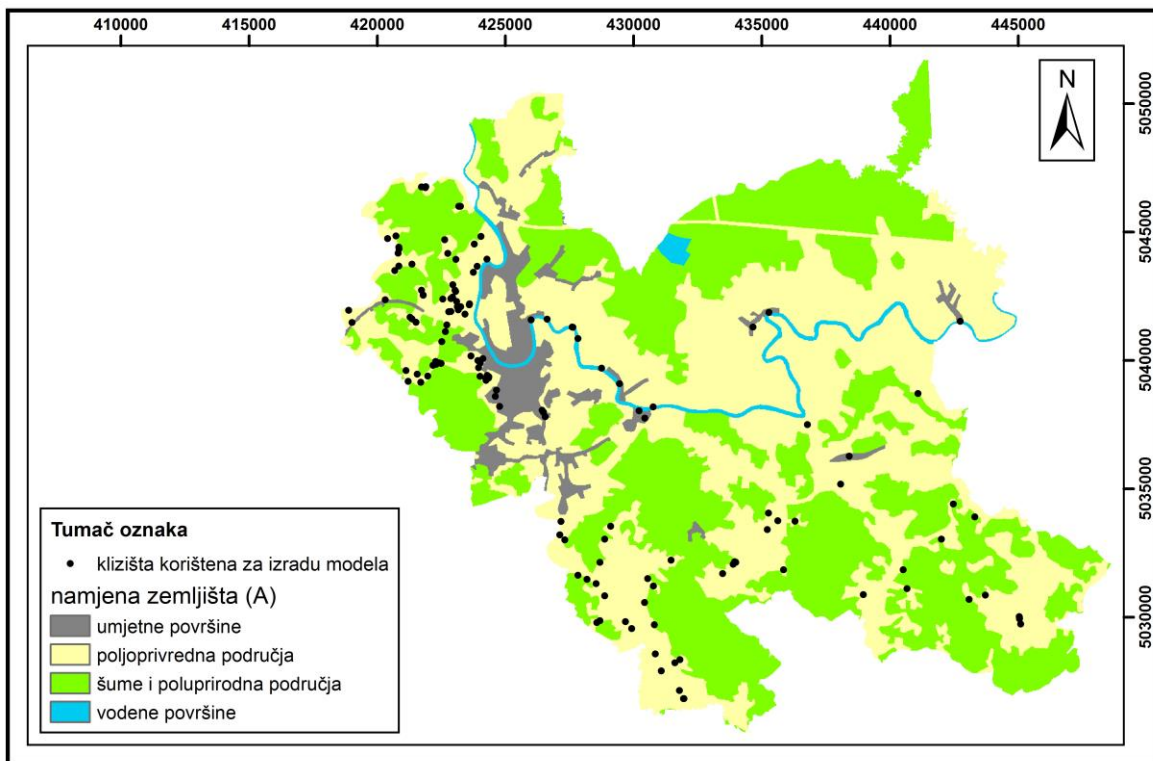 410000 415000 420000 425000 430000 435000 440000 445000
N
5050000
5045000
5040000
5035000
5030000
Tumač oznaka
klizišta korištena za izradu modela
namjena zemljišta (A)
umjetne površine
poljoprivredna područja
šume i poluprirodna područja
vodene površine